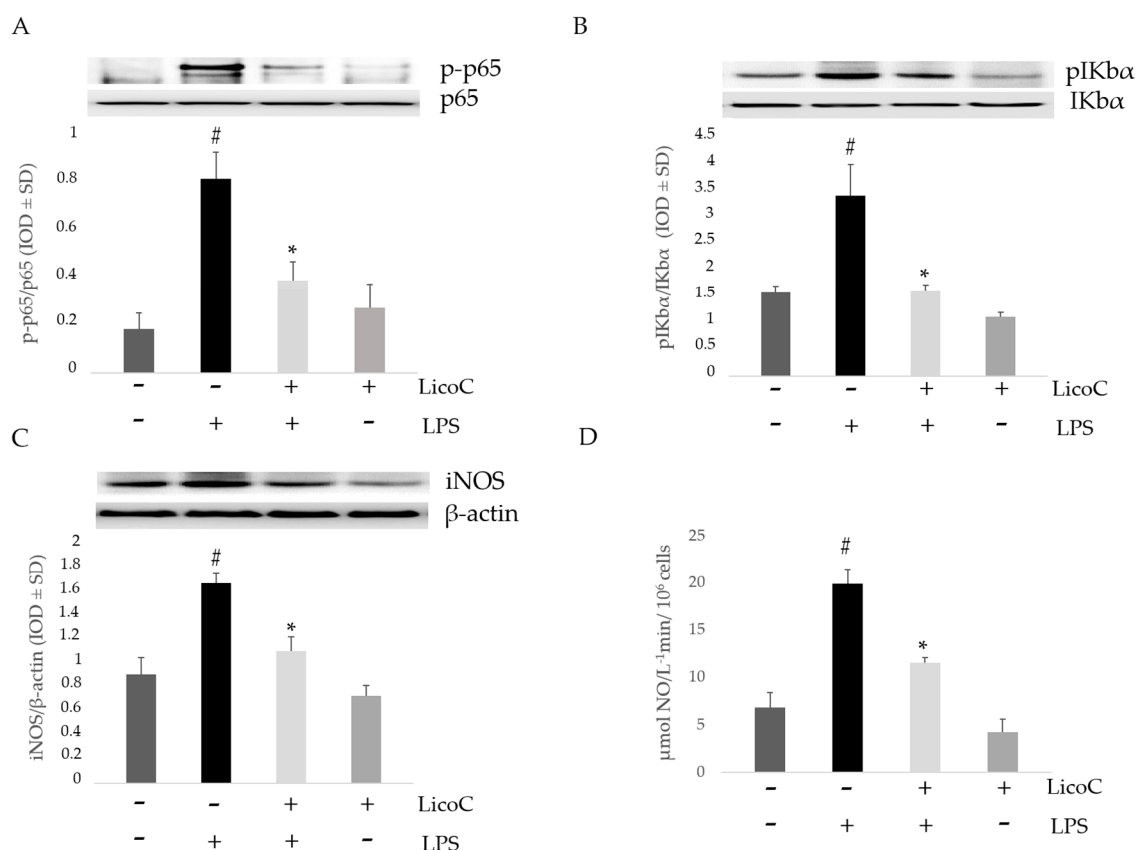 A
p-p65
p65
p-p65/p65 (IOD ± SD)
1
0.8
0.6
0.4
0.2
0
#
*
- - + + LicoC
- + + - LPS
B
pIKbα
IKbα
pIKbα/IKbα (IOD ± SD)
4.5
4
3.5
3
2.5
2
1.5
1
0.5
0
#
*
- - + + LicoC
- + + - LPS
C
iNOS
β-actin
iNOS/β-actin (IOD ± SD)
2
1.8
1.6
1.4
1.2
1
0.8
0.6
0.4
0.2
0
#
*
- - + + LicoC
- + + - LPS
D
µmol NO/L⁻¹min/ 10⁶ cells
25
20
15
10
5
0
#
*
- - + + LicoC
- + + - LPS